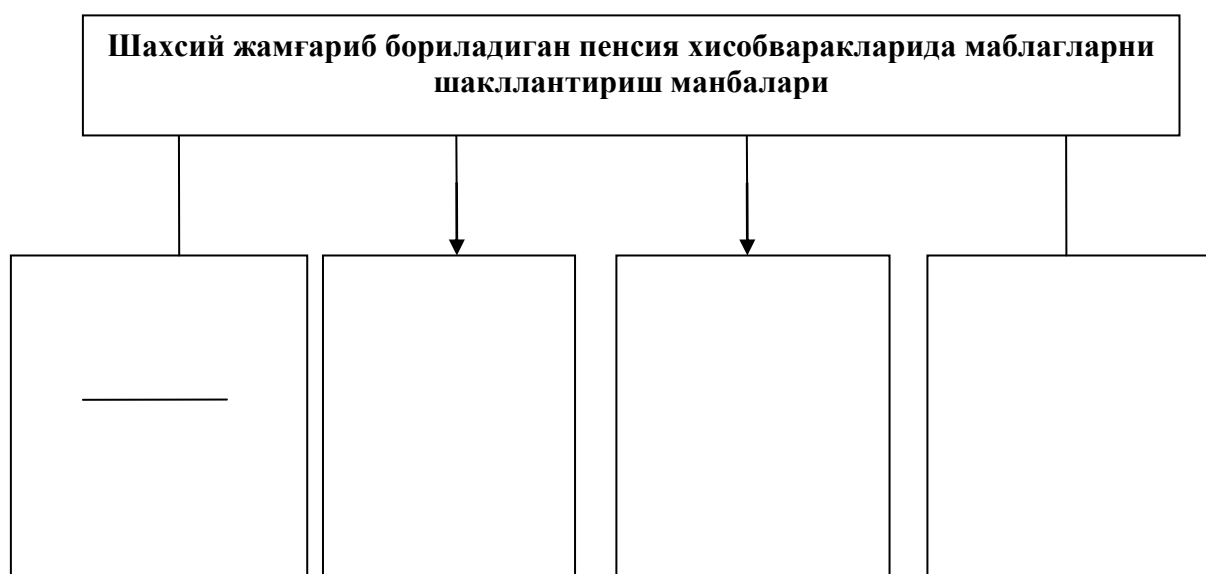 Шахсий жамғариб бориладиган пенсия хисобваракларида маблагларни
шакллантириш манбалари